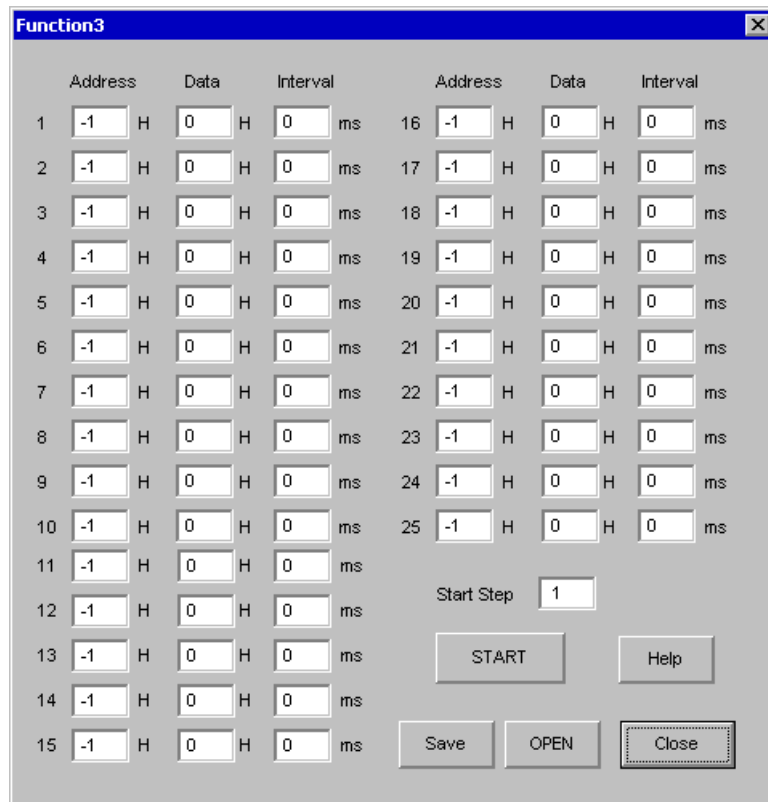 Function3
Address Data Interval Address Data Interval
1 -1 H 0 H 0 ms 16 -1 H 0 H 0 ms
2 -1 H 0 H 0 ms 17 -1 H 0 H 0 ms
3 -1 H 0 H 0 ms 18 -1 H 0 H 0 ms
4 -1 H 0 H 0 ms 19 -1 H 0 H 0 ms
5 -1 H 0 H 0 ms 20 -1 H 0 H 0 ms
6 -1 H 0 H 0 ms 21 -1 H 0 H 0 ms
7 -1 H 0 H 0 ms 22 -1 H 0 H 0 ms
8 -1 H 0 H 0 ms 23 -1 H 0 H 0 ms
9 -1 H 0 H 0 ms 24 -1 H 0 H 0 ms
10 -1 H 0 H 0 ms 25 -1 H 0 H 0 ms
11 -1 H 0 H 0 ms
12 -1 H 0 H 0 ms Start Step 1
13 -1 H 0 H 0 ms START Help
14 -1 H 0 H 0 ms
15 -1 H 0 H 0 ms Save OPEN Close